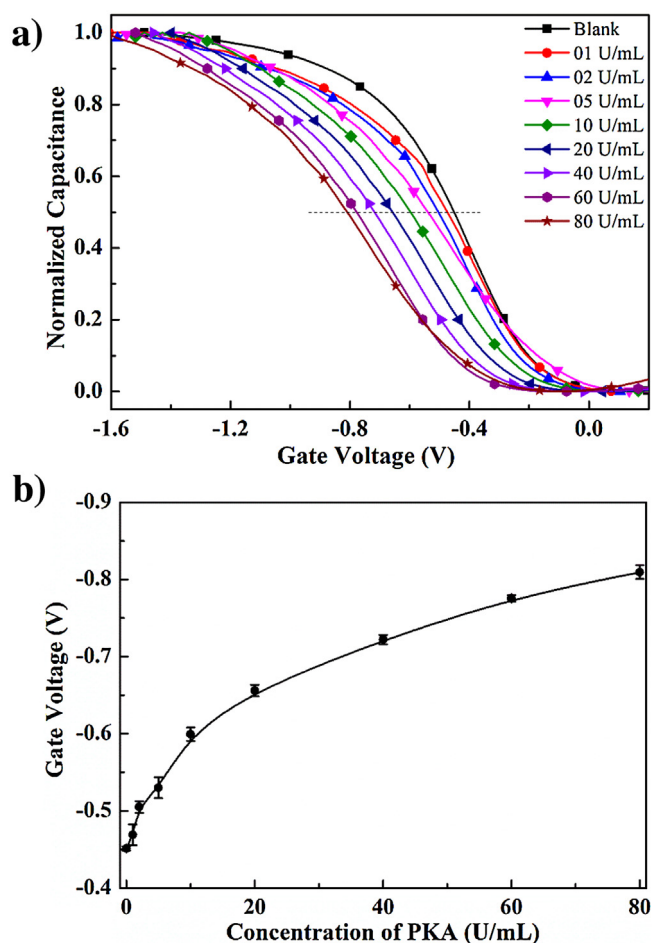 a)
Normalized Capacitance
1.0
0.8
0.6
0.4
0.2
0.0
Blank
01 U/mL
02 U/mL
05 U/mL
10 U/mL
20 U/mL
40 U/mL
60 U/mL
80 U/mL
-1.6 -1.2 -0.8 -0.4 0.0
Gate Voltage (V)
b)
Gate Voltage (V)
-0.9
-0.8
-0.7
-0.6
-0.5
-0.4
0 20 40 60 80
Concentration of PKA (U/mL)